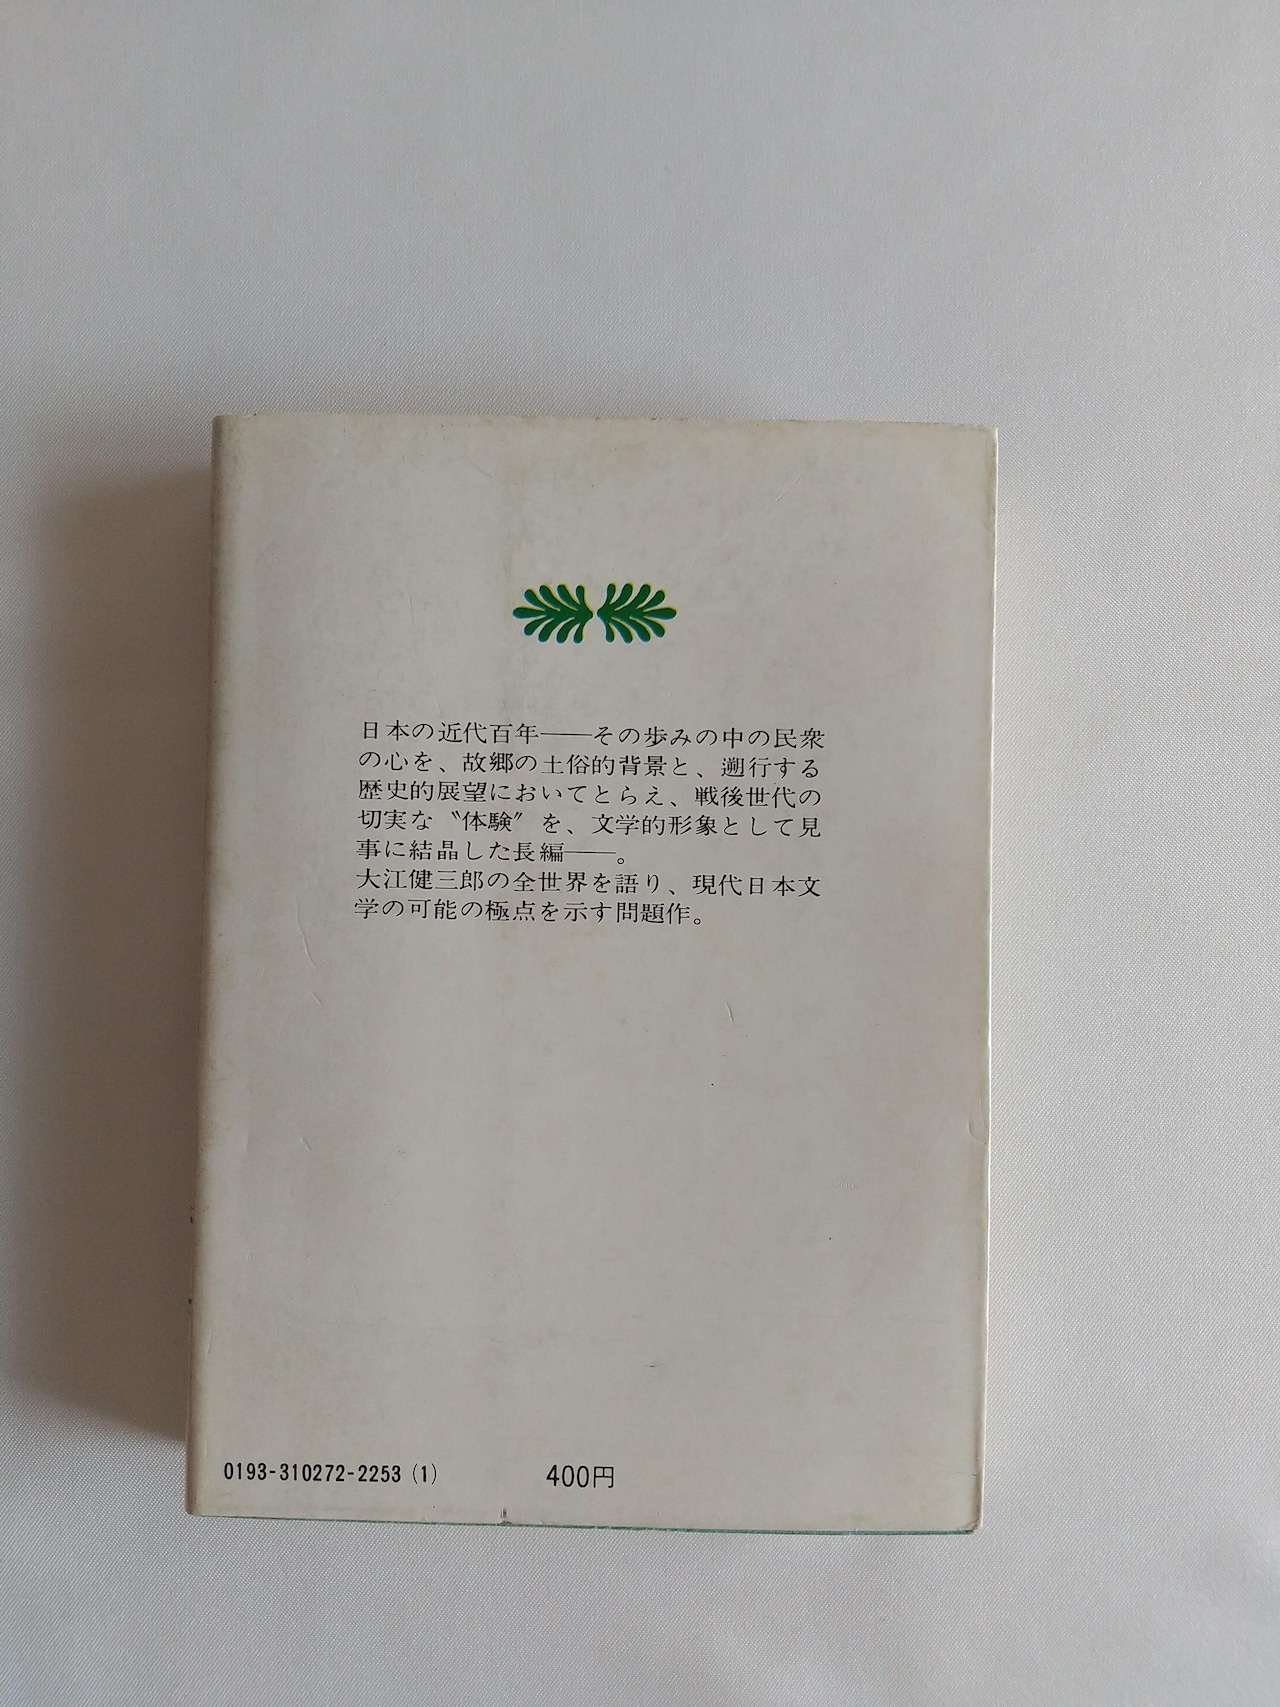 日本の近代百年――その歩みの中の民衆
の心を、故郷の土俗的背景と、遡行する
歴史的展望においてとらえ、戦後世代の
切実な〝体験〟を、文学的形象として見
事に結晶した長編――。
大江健三郎の全世界を語り、現代日本文
学の可能の極点を示す問題作。
0193-310272-2253 (1) 400円